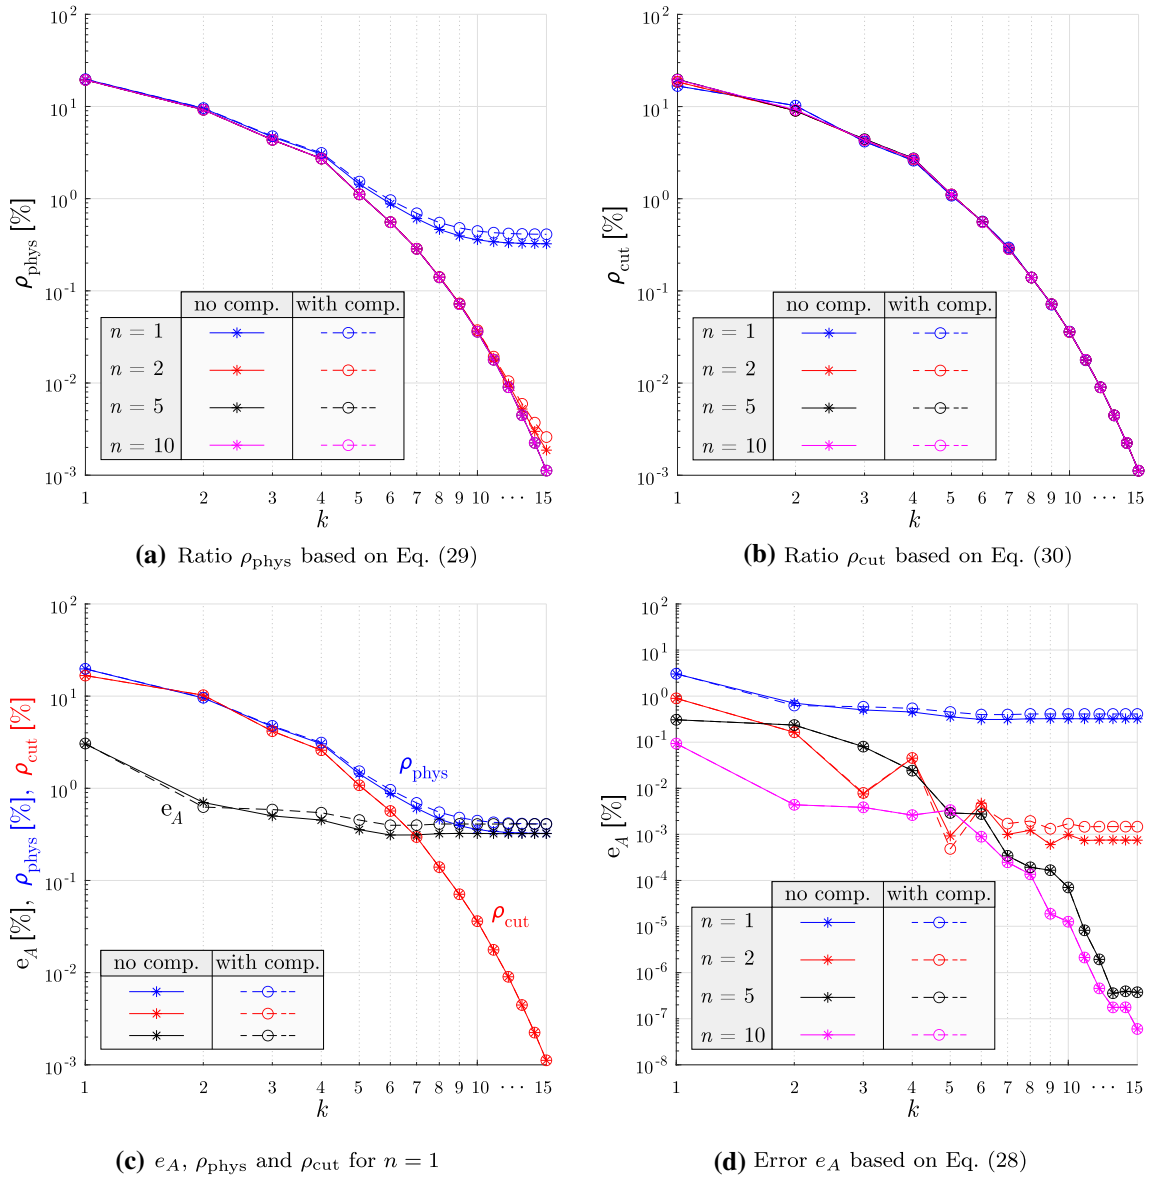 10^2
10^1
10^0
10^-1
10^-2
10^-3
ρ_phys [%]
no comp. with comp.
n = 1
n = 2
n = 5
n = 10
1 2 3 4 5 6 7 8 9 10 ··· 15
k
(a) Ratio ρ_phys based on Eq. (29)
10^2
10^1
10^0
10^-1
10^-2
10^-3
ρ_cut [%]
no comp. with comp.
n = 1
n = 2
n = 5
n = 10
1 2 3 4 5 6 7 8 9 10 ··· 15
k
(b) Ratio ρ_cut based on Eq. (30)
10^2
10^1
10^0
10^-1
10^-2
10^-3
e_A [%], ρ_phys [%], ρ_cut [%]
ρ_phys
e_A
ρ_cut
no comp. with comp.
1 2 3 4 5 6 7 8 9 10 ··· 15
k
(c) e_A, ρ_phys and ρ_cut for n = 1
10^2
10^1
10^0
10^-1
10^-2
10^-3
10^-4
10^-5
10^-6
10^-7
10^-8
e_A [%]
no comp. with comp.
n = 1
n = 2
n = 5
n = 10
1 2 3 4 5 6 7 8 9 10 ··· 15
k
(d) Error e_A based on Eq. (28)